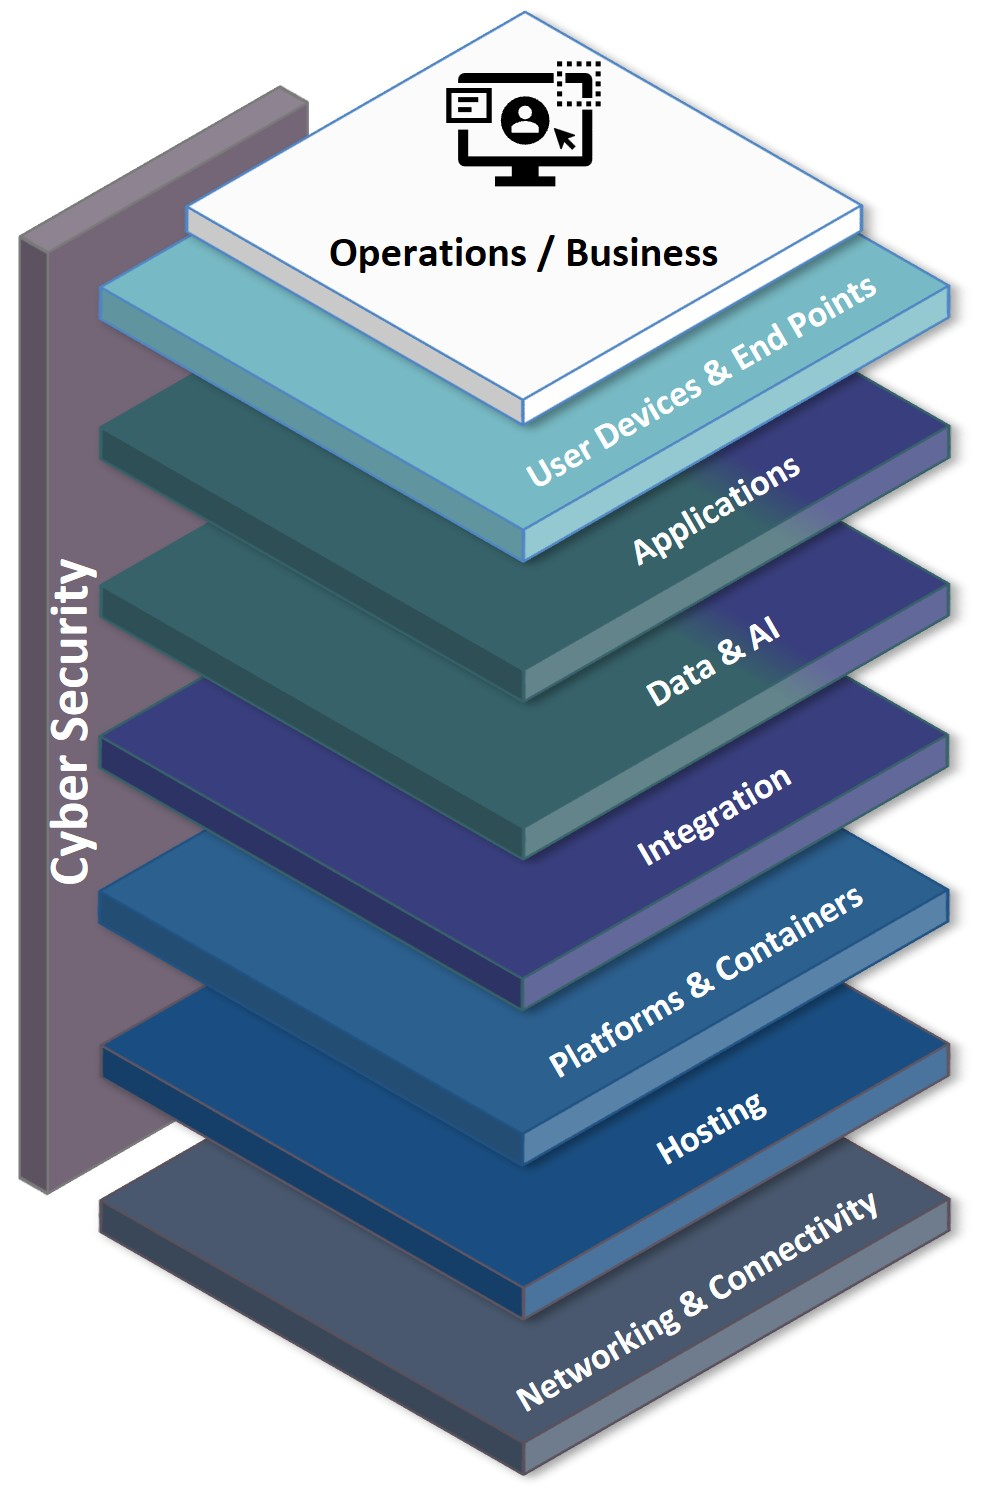 Operations / Business
User Devices & End Points
Applications
Data & AI
Integration
Platforms & Containers
Hosting
Networking & Connectivity
Cyber Security